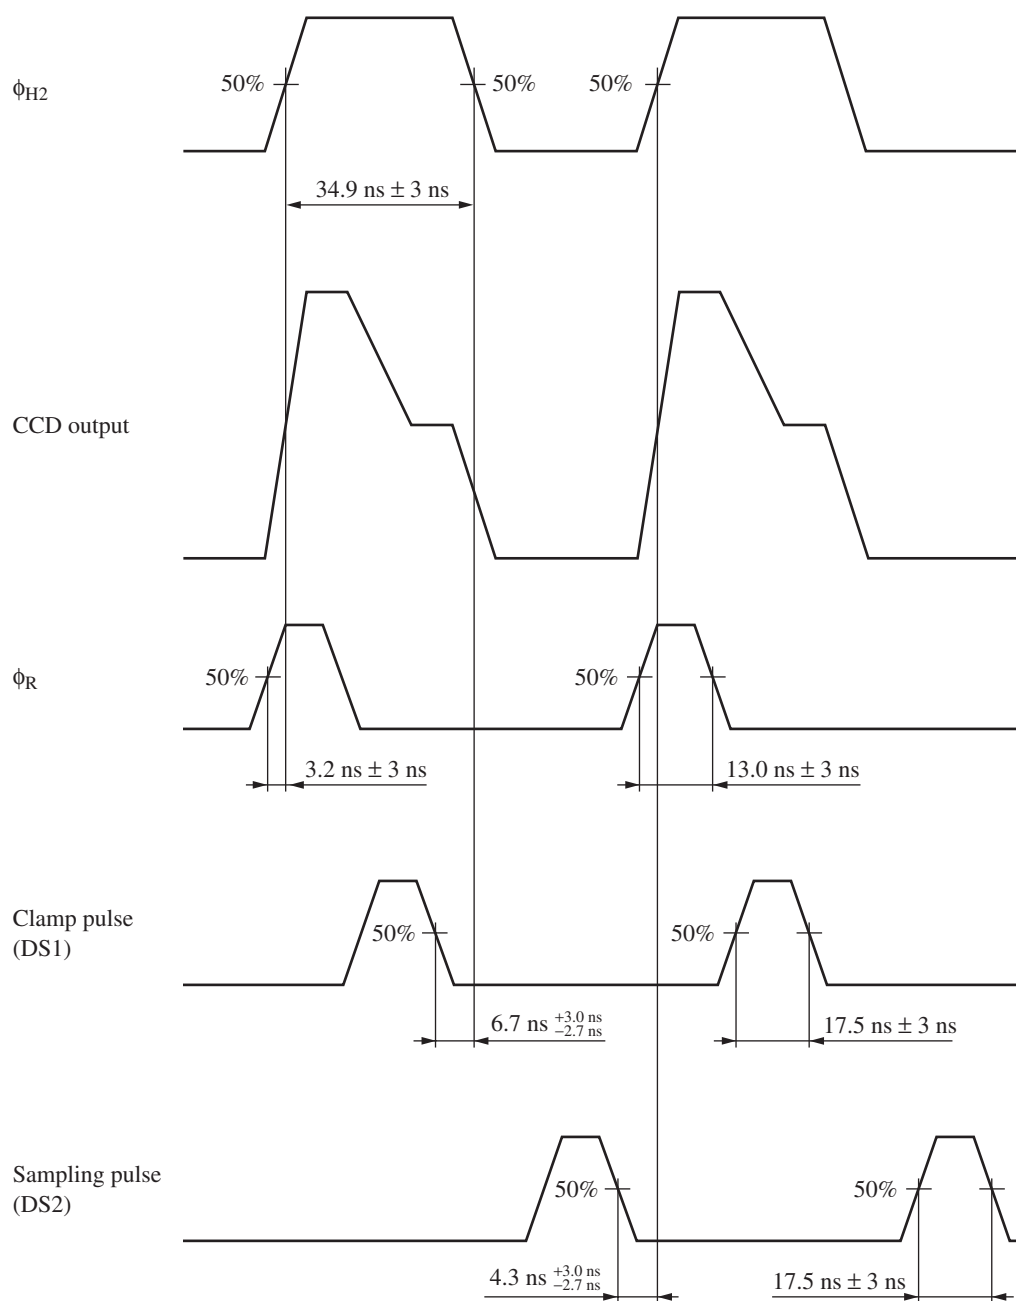 ϕH2
50%
50%
50%
34.9 ns ± 3 ns
CCD output
ϕR
50%
50%
3.2 ns ± 3 ns
13.0 ns ± 3 ns
Clamp pulse
(DS1)
50%
50%
6.7 ns +3.0 ns −2.7 ns
17.5 ns ± 3 ns
Sampling pulse
(DS2)
50%
50%
4.3 ns +3.0 ns −2.7 ns
17.5 ns ± 3 ns